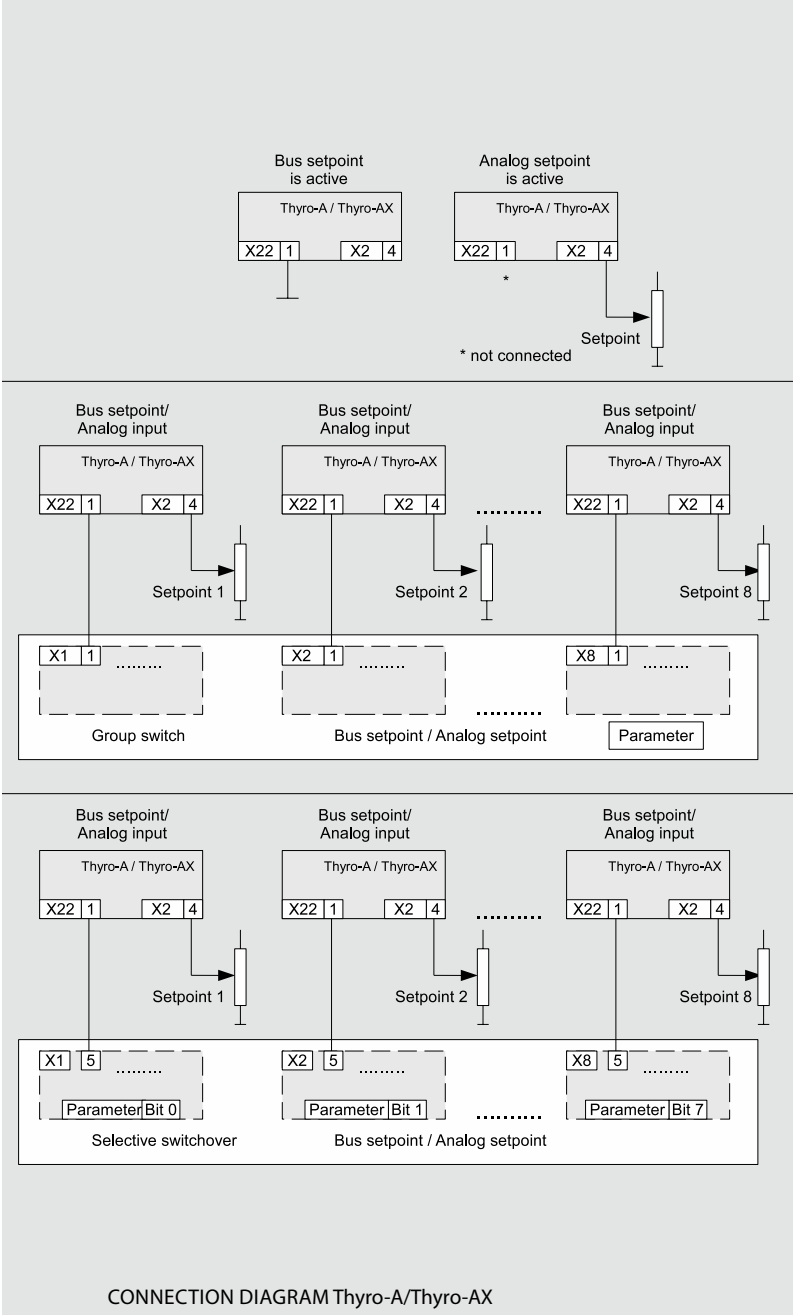 Bus setpoint
is active
Analog setpoint
is active
Thyro-A / Thyro-AX
Thyro-A / Thyro-AX
X22 1 X2 4
X22 1 X2 4
*
Setpoint
* not connected
Bus setpoint/
Analog input
Bus setpoint/
Analog input
Bus setpoint/
Analog input
Thyro-A / Thyro-AX
Thyro-A / Thyro-AX
Thyro-A / Thyro-AX
X22 1 X2 4
X22 1 X2 4
..........
X22 1 X2 4
Setpoint 1
Setpoint 2
Setpoint 8
X1 1 .........
X2 1 .........
X8 1 .........
..........
Group switch
Bus setpoint / Analog setpoint
Parameter
Bus setpoint/
Analog input
Bus setpoint/
Analog input
Bus setpoint/
Analog input
Thyro-A / Thyro-AX
Thyro-A / Thyro-AX
Thyro-A / Thyro-AX
X22 1 X2 4
X22 1 X2 4
..........
X22 1 X2 4
Setpoint 1
Setpoint 2
Setpoint 8
X1 5 .........
X2 5 .........
X8 5 .........
Parameter Bit 0
Parameter Bit 1
..........
Parameter Bit 7
Selective switchover
Bus setpoint / Analog setpoint
CONNECTION DIAGRAM Thyro-A/Thyro-AX